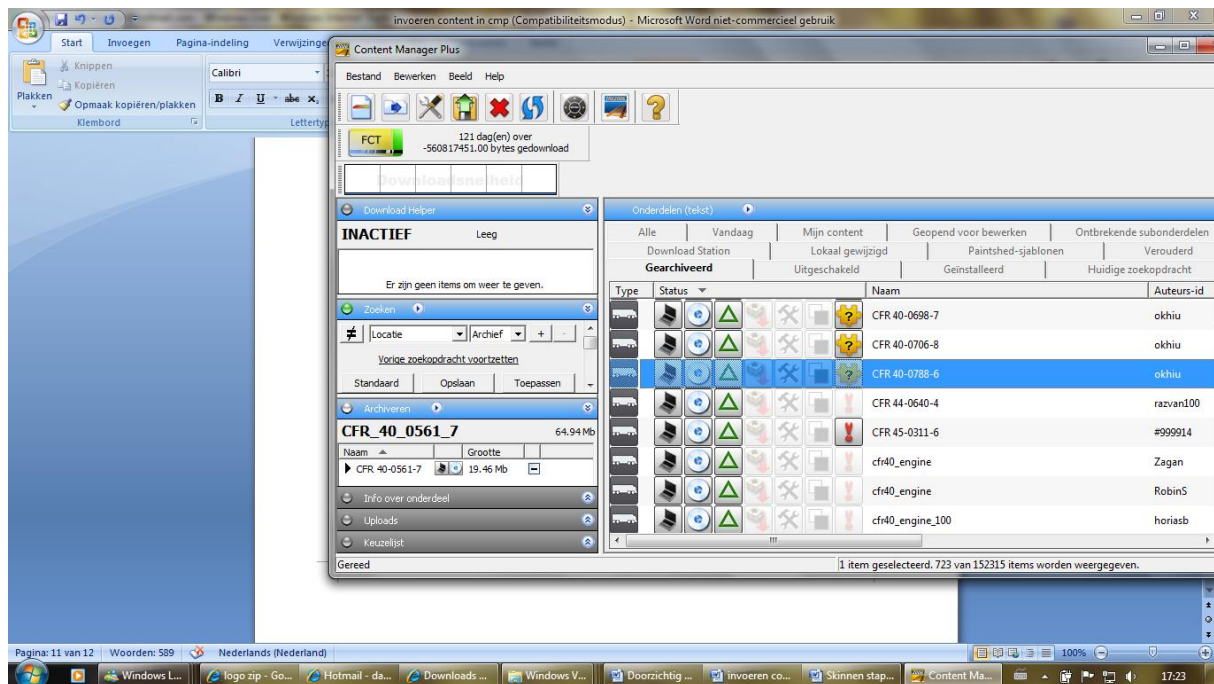 invoeren content in cmp (Compatibiliteitsmodus) - Microsoft Word niet-commercieel gebruik
Start Invoegen Pagina-indeling Verwijzinge
Knippen
Kopiëren
Plakken
Opmaak kopiëren/plakken
Klembord
Calibri
B I U abe x,
Lettertyp
Content Manager Plus
Bestand Bewerken Beeld Help
FCT
121 dag(en) over
-560817451.00 bytes gedownload
Downloadsnelheid
Download Helper
INACTIEF Leeg
Er zijn geen items om weer te geven.
Zoeken
≠ Locatie Archief + -
Vorige zoekopdracht voortzetten
Standaard Opslaan Toepassen
Archiveren
CFR_40_0561_7 64.94 Mb
Naam Grootte
CFR 40-0561-7 19.46 Mb
Info over onderdeel
Uploads
Keuzelijst
Gereed
Onderdelen (tekst)
Alle Vandaag Mijn content Geopend voor bewerken Ontbrekende subonderdelen
Download Station Lokaal gewijzigd Paintshed-sjablonen Verouderd
Gearchiveerd Uitgeschakeld Geïnstalleerd Huidige zoekopdracht
Type Status Naam Auteurs-id
CFR 40-0698-7 okhiu
CFR 40-0706-8 okhiu
CFR 40-0788-6 okhiu
CFR 44-0640-4 razvan100
CFR 45-0311-6 #999914
cfr40_engine Zagan
cfr40_engine RobinS
cfr40_engine_100 horiasb
1 item geselecteerd. 723 van 152315 items worden weergegeven.
Pagina: 11 van 12 Woorden: 589 Nederlands (Nederland) 100%
Windows L... logo zip - Go... Hotmail - da... Downloads ... Windows V... Doorzichtig ... invoeren co... Skinnen stap... Content Ma... 17:23